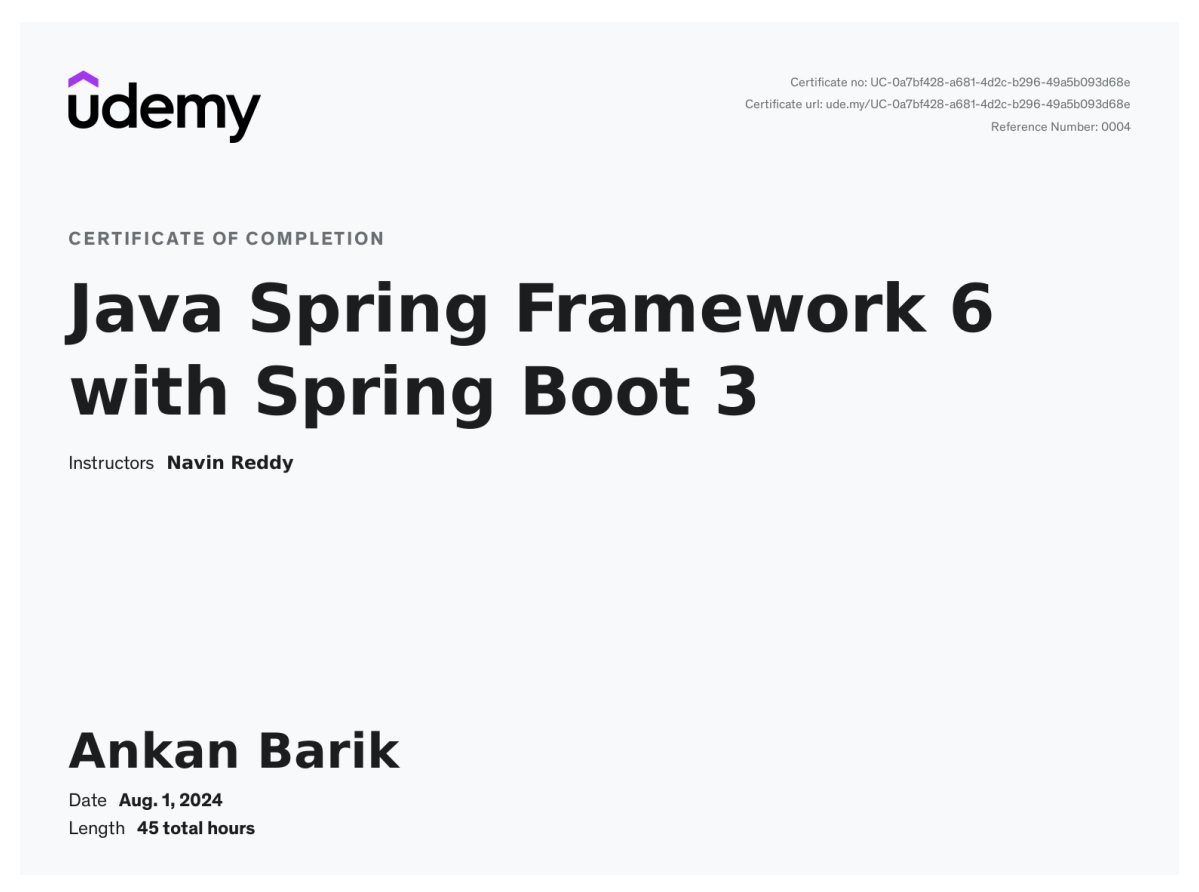 udemy
Certificate no: UC-0a7bf428-a681-4d2c-b296-49a5b093d68e
Certificate url: ude.my/UC-0a7bf428-a681-4d2c-b296-49a5b093d68e
Reference Number: 0004
CERTIFICATE OF COMPLETION
Java Spring Framework 6
with Spring Boot 3
Instructors Navin Reddy
Ankan Barik
Date Aug. 1, 2024
Length 45 total hours